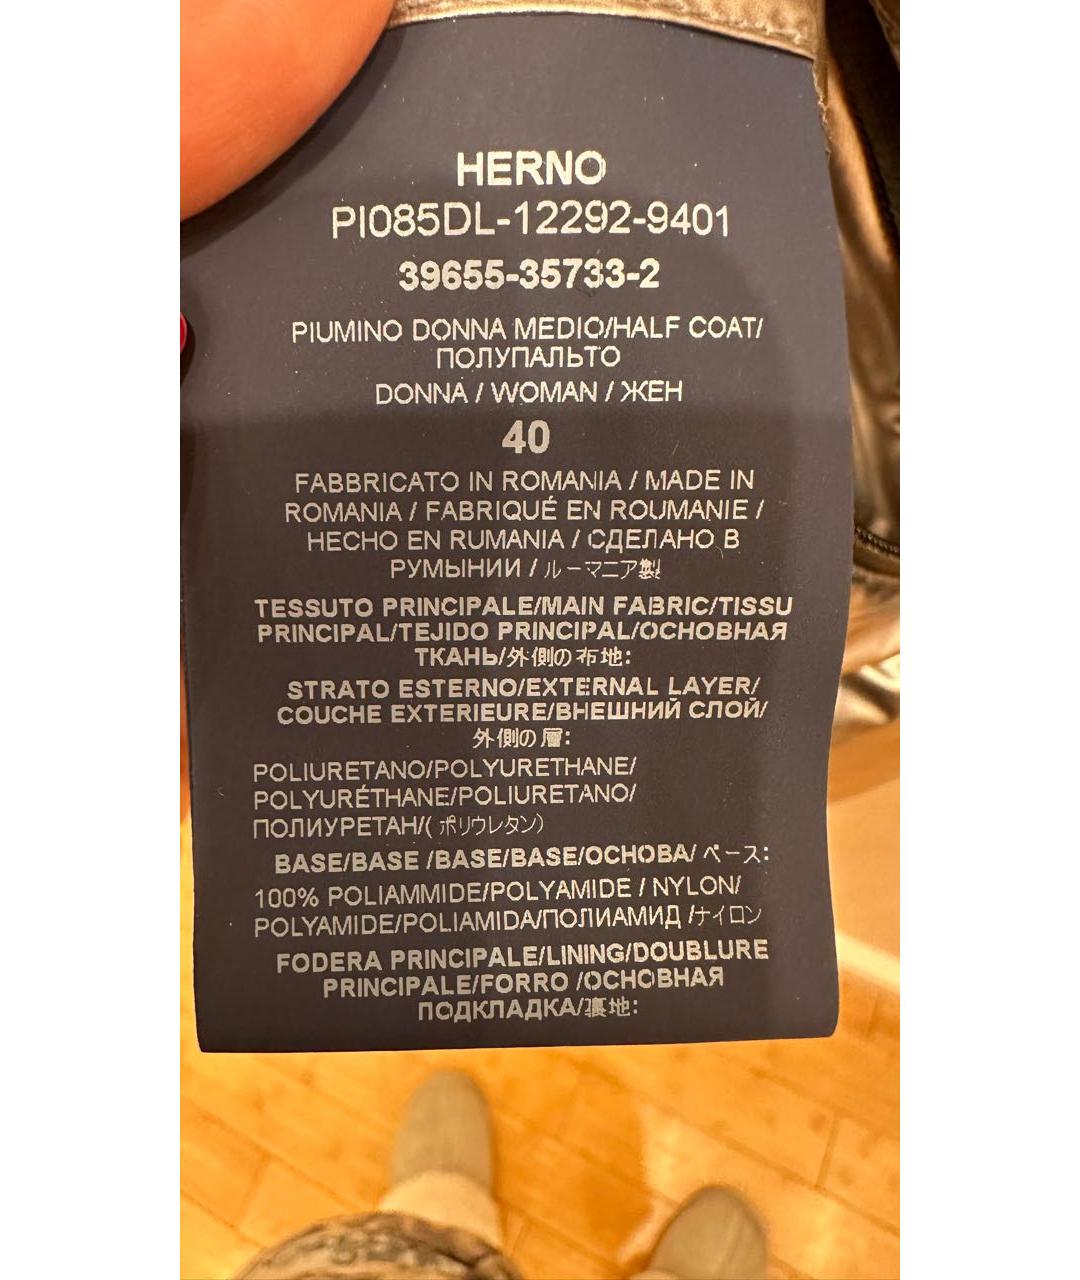 HERNO
PI085DL-12292-9401
39655-35733-2
PIUMINO DONNA MEDIO/HALF COAT/
ПОЛУПАЛЬТО
DONNA / WOMAN / ЖЕН
40
FABBRICATO IN ROMANIA / MADE IN
ROMANIA / FABRIQUÉ EN ROUMANIE /
HECHO EN RUMANIA / СДЕЛАНО В
РУМЫНИИ / ルーマニア製
TESSUTO PRINCIPALE/MAIN FABRIC/TISSU
PRINCIPAL/TEJIDO PRINCIPAL/ОСНОВНАЯ
ТКАНЬ/外側の布地:
STRATO ESTERNO/EXTERNAL LAYER/
COUCHE EXTERIEURE/ВНЕШНИЙ СЛОЙ/
外側の層:
POLIURETANO/POLYURETHANE/
POLYURÉTHANE/POLIURETANO/
ПОЛИУРЕТАН/(ポリウレタン)
BASE/BASE /BASE/BASE/ОСНОВА/ベース:
100% POLIAMMIDE/POLYAMIDE / NYLON/
POLYAMIDE/POLIAMIDA/ПОЛИАМИД /ナイロン
FODERA PRINCIPALE/LINING/DOUBLURE
PRINCIPALE/FORRO /ОСНОВНАЯ
ПОДКЛАДКА/裏地: